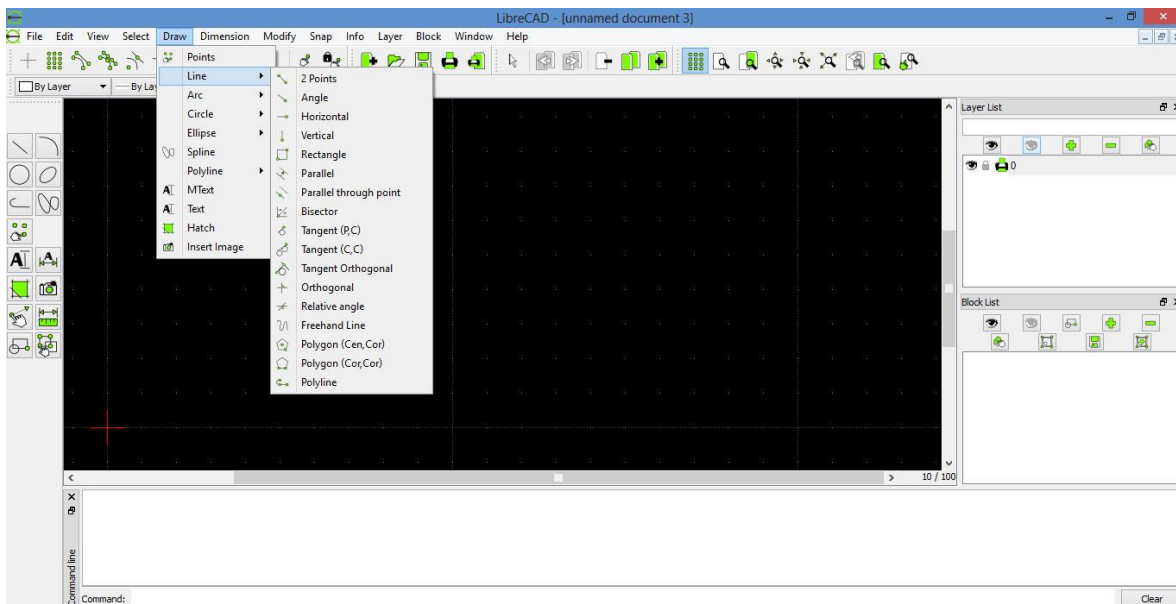 LibreCAD - [unnamed document 3]
File Edit View Select Draw Dimension Modify Snap Info Layer Block Window Help
By Layer
Points
Line
Arc
Circle
Ellipse
Spline
Polyline
MText
Text
Hatch
Insert Image
2 Points
Angle
Horizontal
Vertical
Rectangle
Parallel
Parallel through point
Bisector
Tangent (P,C)
Tangent (C,C)
Tangent Orthogonal
Orthogonal
Relative angle
Freehand Line
Polygon (Cen,Cor)
Polygon (Cor,Cor)
Polyline
Layer List
0
Block List
10 / 100
Command line
Command:
Clear